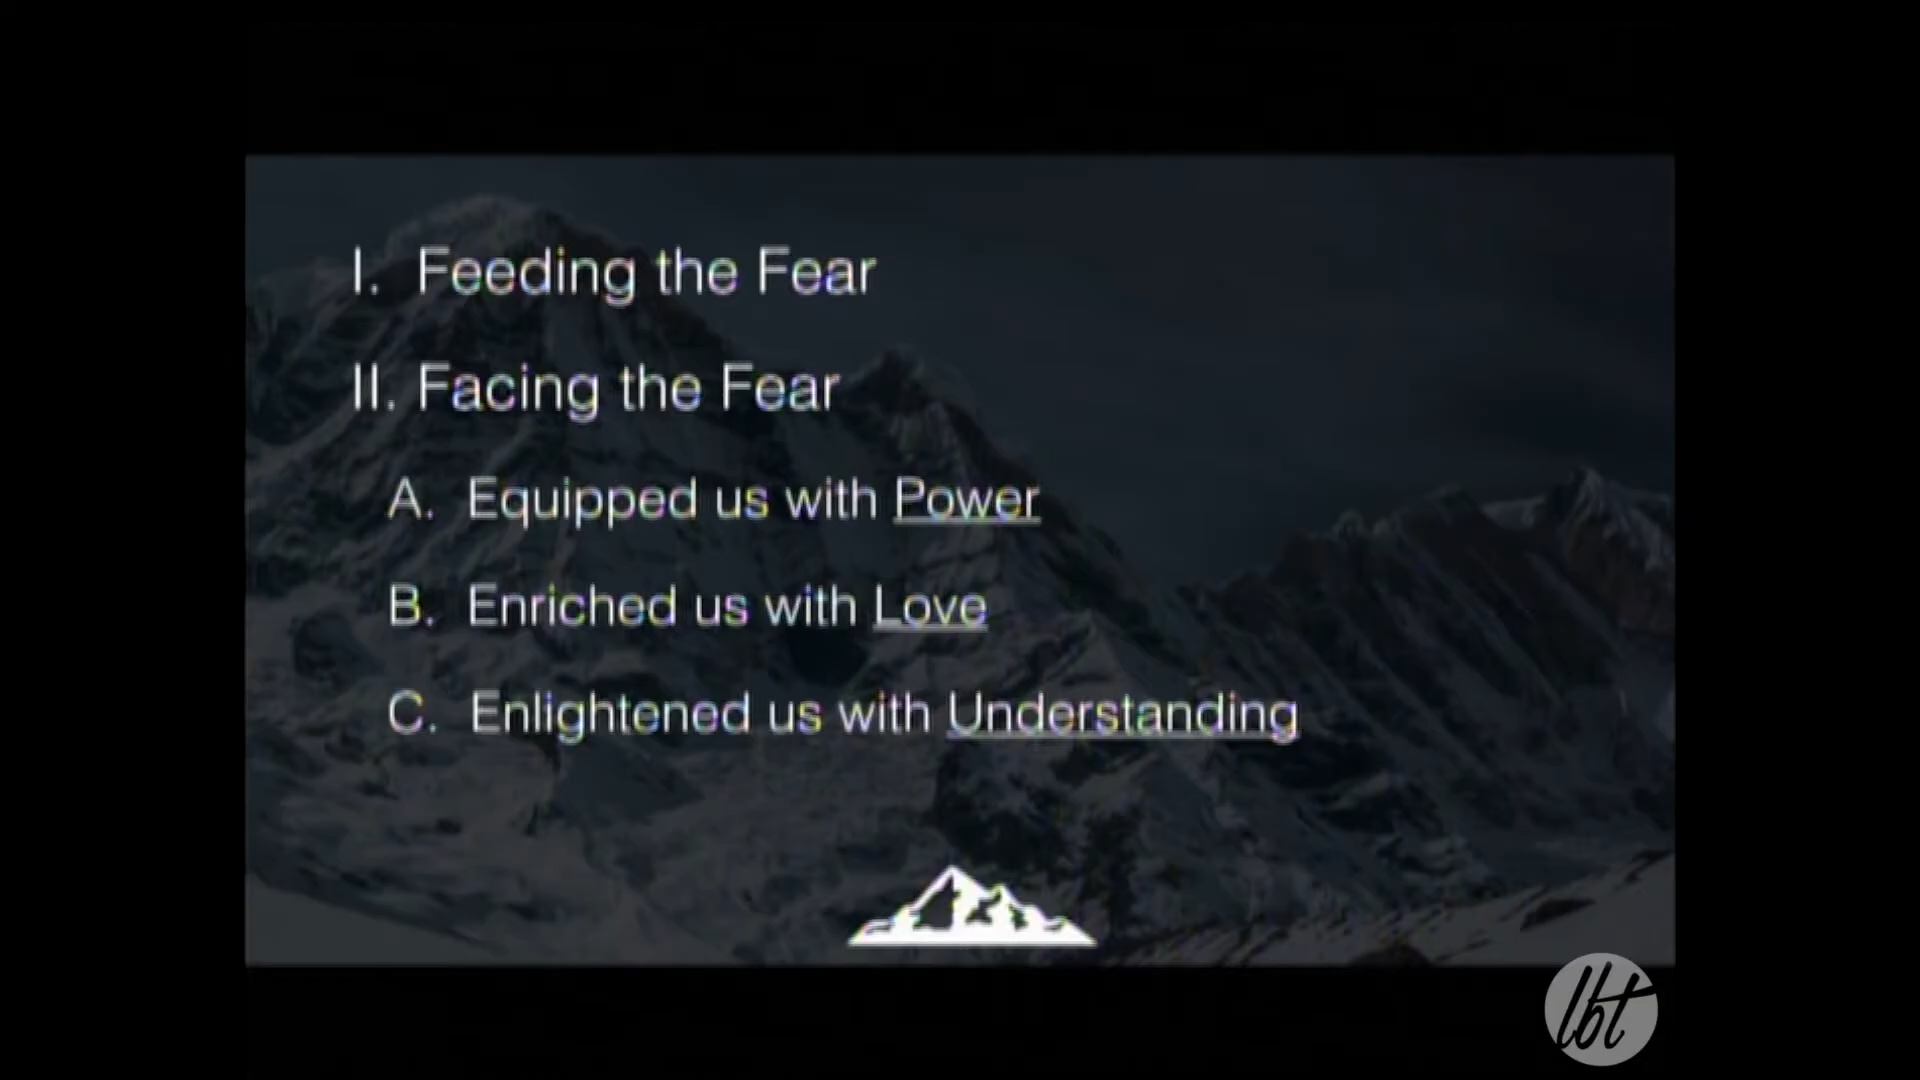 I. Feeding the Fear
II. Facing the Fear
A. Equipped us with Power
B. Enriched us with Love
C. Enlightened us with Understanding
lbt